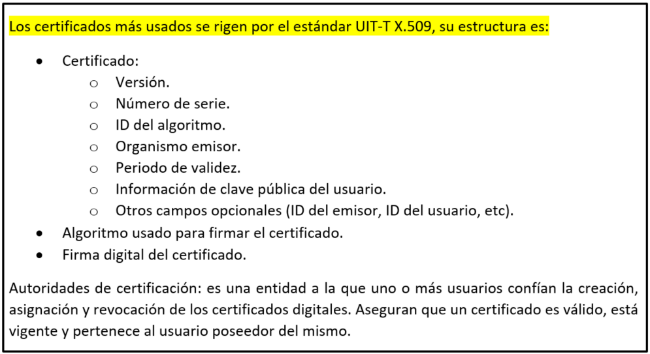 Los certificados más usados se rigen por el estándar UIT-T X.509, su estructura es:
• Certificado:
o Versión.
o Número de serie.
o ID del algoritmo.
o Organismo emisor.
o Periodo de validez.
o Información de clave pública del usuario.
o Otros campos opcionales (ID del emisor, ID del usuario, etc).
• Algoritmo usado para firmar el certificado.
• Firma digital del certificado.
Autoridades de certificación: es una entidad a la que uno o más usuarios confían la creación,
asignación y revocación de los certificados digitales. Aseguran que un certificado es válido, está
vigente y pertenece al usuario poseedor del mismo.